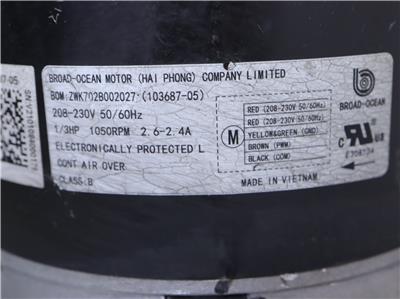 BROAD-OCEAN MOTOR (HAI PHONG) COMPANY LIMITED
BOM:ZWK702B002027 (103687-05)
208-230V 50/60Hz
1/3HP 1050RPM 2.6-2.4A
ELECTRONICALLY PROTECTED L
CONT AIR OVER
CLASS B
M
RED (208-230V 50/60Hz)
RED (208-230V 50/60Hz)
YELLOW&GREEN (GND)
BROWN (PWM)
BLACK (COM)
MADE IN VIETNAM
BROAD-OCEAN
C UR US